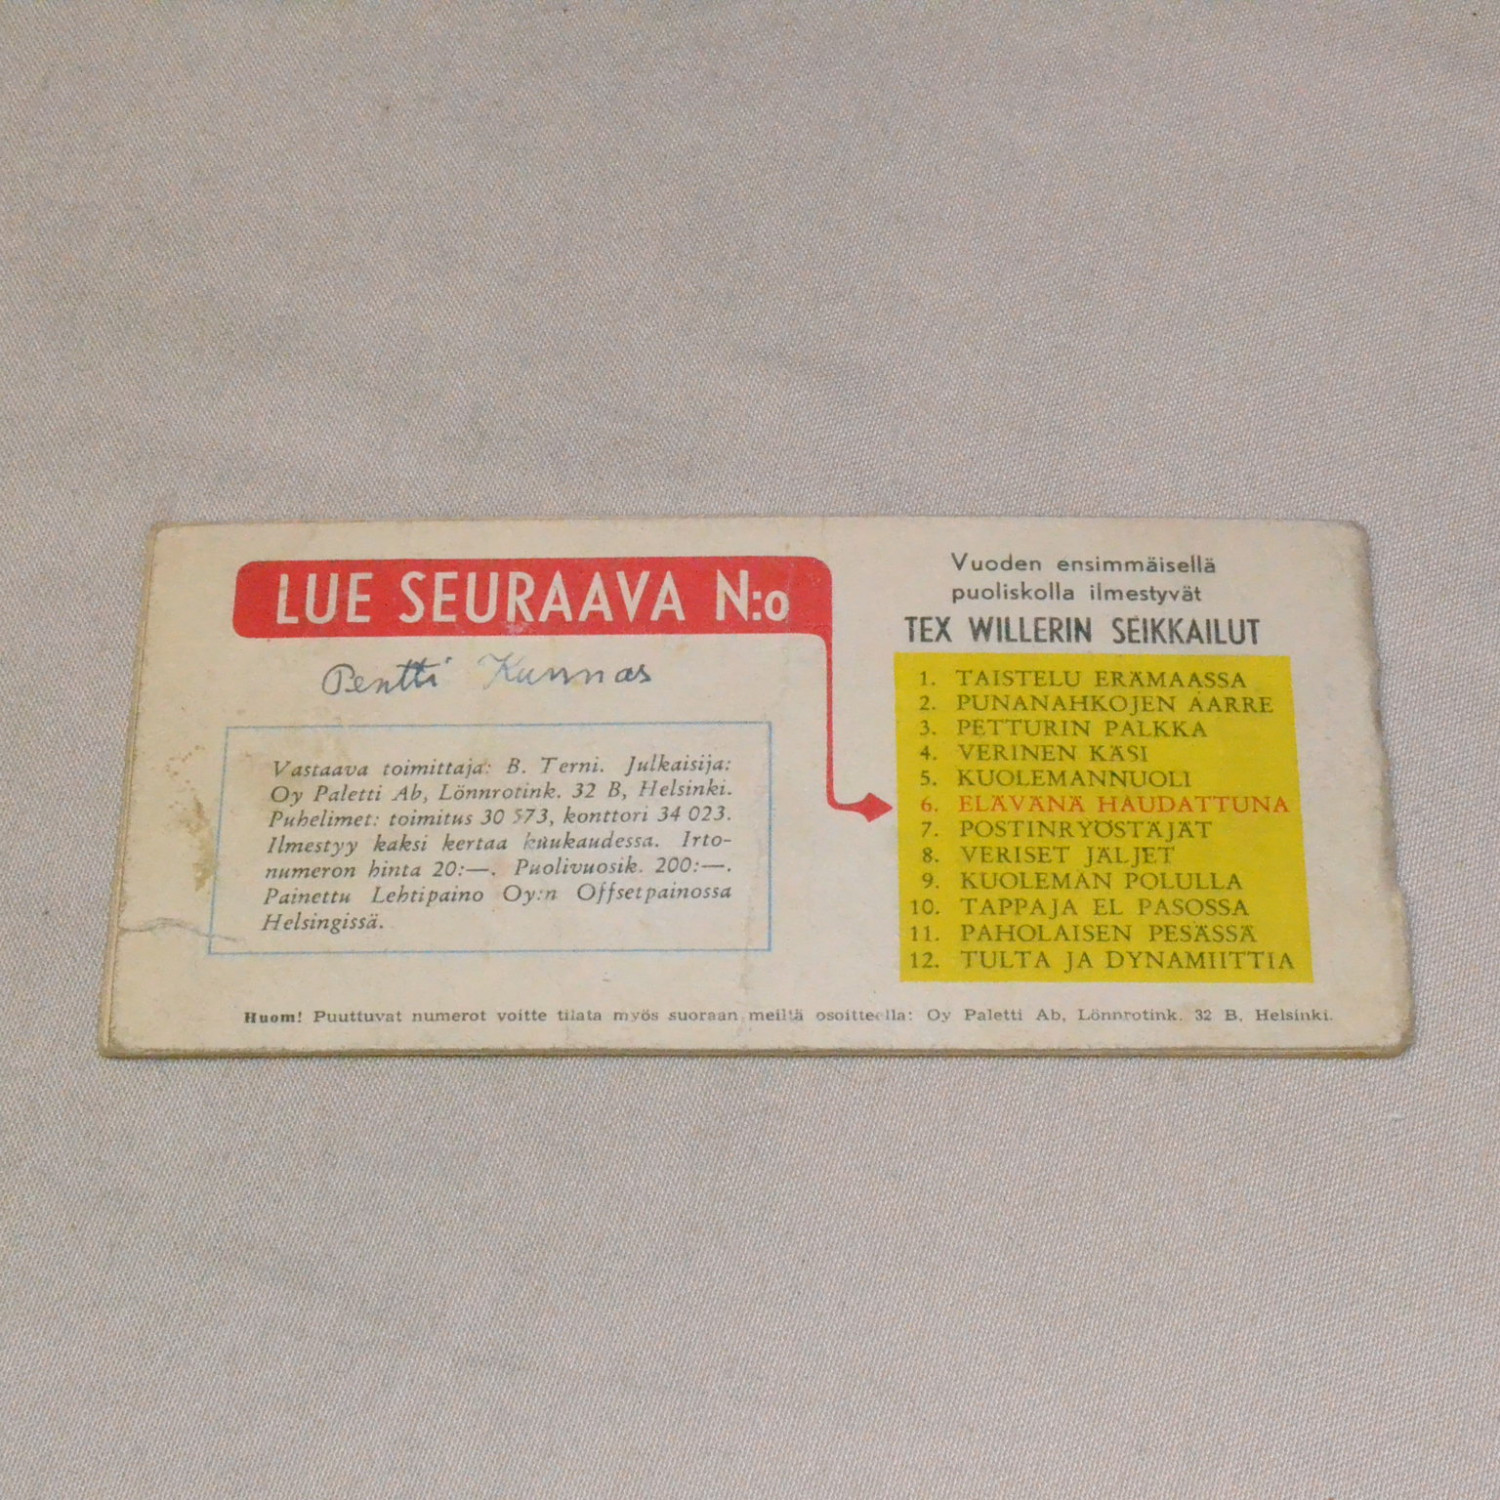 LUE SEURAAVA N:o
Pentti Kunnas
Vastaava toimittaja: B. Terni. Julkaisija:
Oy Paletti Ab, Lönnrotink. 32 B, Helsinki.
Puhelimet: toimitus 30 573, konttori 34 023.
Ilmestyy kaksi kertaa kuukaudessa. Irto-
numeron hinta 20:—. Puolivuosik. 200:—.
Painettu Lehtipaino Oy:n Offsetpainossa
Helsingissä.
Vuoden ensimmäisellä
puoliskolla ilmestyvät
TEX WILLERIN SEIKKAILUT
1. TAISTELU ERÄMAASSA
2. PUNANAHKOJEN AARRE
3. PETTURIN PALKKA
4. VERINEN KÄSI
5. KUOLEMANNUOLI
6. ELÄVÄNÄ HAUDATTUNA
7. POSTINRYÖSTÄJÄT
8. VERISET JÄLJET
9. KUOLEMAN POLULLA
10. TAPPAJA EL PASOSSA
11. PAHOLAISEN PESÄSSÄ
12. TULTA JA DYNAMIITTIA
Huom! Puuttuvat numerot voitte tilata myös suoraan meiltä osoitteella: Oy Paletti Ab, Lönnrotink. 32 B, Helsinki.